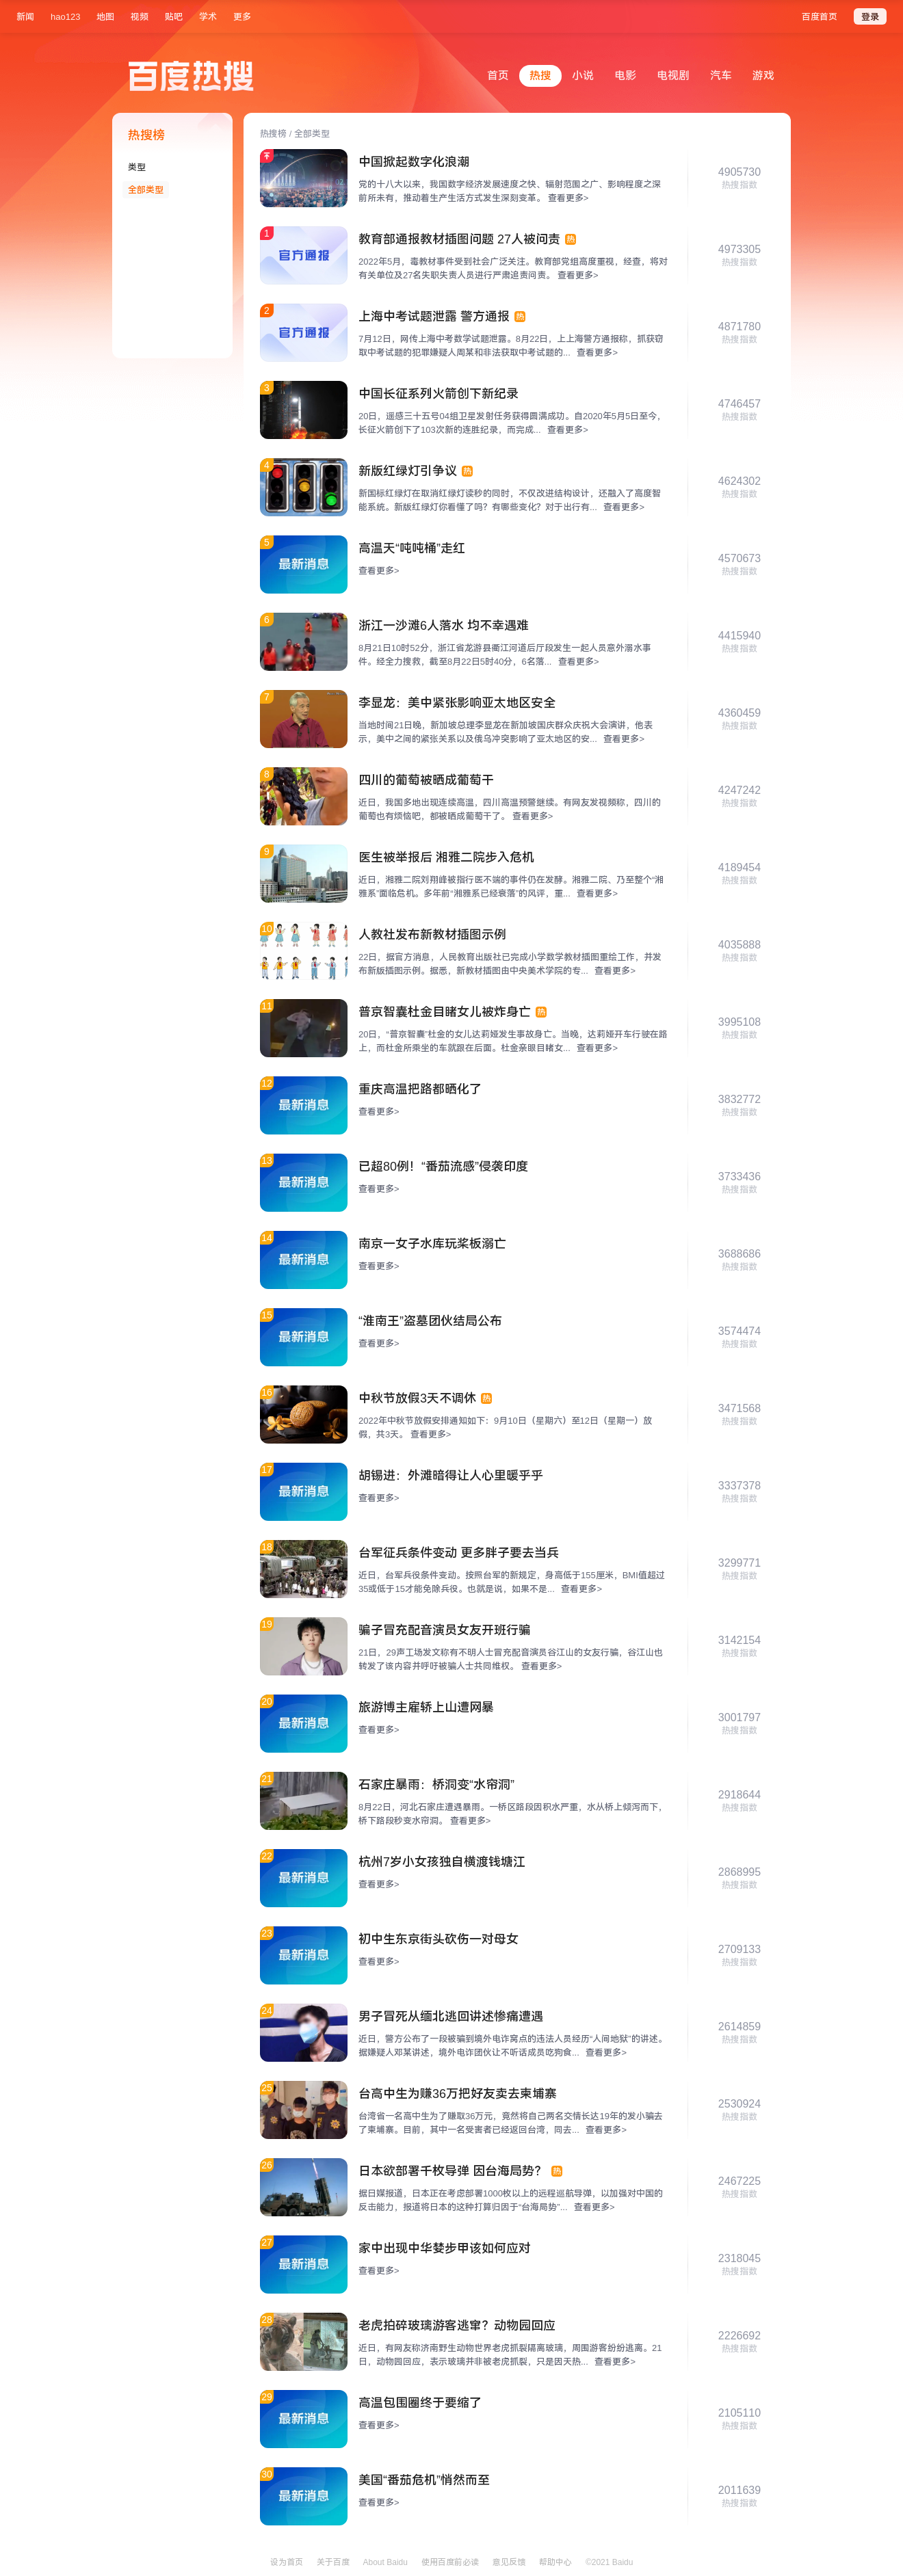 新闻 hao123 地图 视频 贴吧 学术 更多 百度首页 登录
百度热搜
首页 热搜 小说 电影 电视剧 汽车 游戏
热搜榜
类型
全部类型
热搜榜 / 全部类型
中国掀起数字化浪潮
党的十八大以来，我国数字经济发展速度之快、辐射范围之广、影响程度之深
前所未有，推动着生产生活方式发生深刻变革。 查看更多>
4905730
热搜指数
1
官方通报
教育部通报教材插图问题 27人被问责 热
2022年5月，毒教材事件受到社会广泛关注。教育部党组高度重视，经查，将对
有关单位及27名失职失责人员进行严肃追责问责。 查看更多>
4973305
热搜指数
2
官方通报
上海中考试题泄露 警方通报 热
7月12日，网传上海中考数学试题泄露。8月22日，上上海警方通报称，抓获窃
取中考试题的犯罪嫌疑人周某和非法获取中考试题的... 查看更多>
4871780
热搜指数
3
中国长征系列火箭创下新纪录
20日，遥感三十五号04组卫星发射任务获得圆满成功。自2020年5月5日至今，
长征火箭创下了103次新的连胜纪录，而完成... 查看更多>
4746457
热搜指数
4
新版红绿灯引争议 热
新国标红绿灯在取消红绿灯读秒的同时，不仅改进结构设计，还融入了高度智
能系统。新版红绿灯你看懂了吗？有哪些变化？对于出行有... 查看更多>
4624302
热搜指数
5
最新消息
高温天“吨吨桶”走红
查看更多>
4570673
热搜指数
6
浙江一沙滩6人落水 均不幸遇难
8月21日10时52分，浙江省龙游县衢江河道后厅段发生一起人员意外溺水事
件。经全力搜救，截至8月22日5时40分，6名落... 查看更多>
4415940
热搜指数
7
李显龙：美中紧张影响亚太地区安全
当地时间21日晚，新加坡总理李显龙在新加坡国庆群众庆祝大会演讲，他表
示，美中之间的紧张关系以及俄乌冲突影响了亚太地区的安... 查看更多>
4360459
热搜指数
8
四川的葡萄被晒成葡萄干
近日，我国多地出现连续高温，四川高温预警继续。有网友发视频称，四川的
葡萄也有烦恼吧，都被晒成葡萄干了。 查看更多>
4247242
热搜指数
9
医生被举报后 湘雅二院步入危机
近日，湘雅二院刘翔峰被指行医不端的事件仍在发酵。湘雅二院、乃至整个“湘
雅系”面临危机。多年前“湘雅系已经衰落”的风评，重... 查看更多>
4189454
热搜指数
10
人教社发布新教材插图示例
22日，据官方消息，人民教育出版社已完成小学数学教材插图重绘工作，并发
布新版插图示例。据悉，新教材插图由中央美术学院的专... 查看更多>
4035888
热搜指数
11
普京智囊杜金目睹女儿被炸身亡 热
20日，“普京智囊”杜金的女儿达莉娅发生事故身亡。当晚，达莉娅开车行驶在路
上，而杜金所乘坐的车就跟在后面。杜金亲眼目睹女... 查看更多>
3995108
热搜指数
12
最新消息
重庆高温把路都晒化了
查看更多>
3832772
热搜指数
13
最新消息
已超80例！“番茄流感”侵袭印度
查看更多>
3733436
热搜指数
14
最新消息
南京一女子水库玩桨板溺亡
查看更多>
3688686
热搜指数
15
最新消息
“淮南王”盗墓团伙结局公布
查看更多>
3574474
热搜指数
16
中秋节放假3天不调休 热
2022年中秋节放假安排通知如下：9月10日（星期六）至12日（星期一）放
假，共3天。 查看更多>
3471568
热搜指数
17
最新消息
胡锡进：外滩暗得让人心里暖乎乎
查看更多>
3337378
热搜指数
18
台军征兵条件变动 更多胖子要去当兵
近日，台军兵役条件变动。按照台军的新规定，身高低于155厘米，BMI值超过
35或低于15才能免除兵役。也就是说，如果不是... 查看更多>
3299771
热搜指数
19
骗子冒充配音演员女友开班行骗
21日，29声工场发文称有不明人士冒充配音演员谷江山的女友行骗，谷江山也
转发了该内容并呼吁被骗人士共同维权。 查看更多>
3142154
热搜指数
20
最新消息
旅游博主雇轿上山遭网暴
查看更多>
3001797
热搜指数
21
石家庄暴雨：桥洞变“水帘洞”
8月22日，河北石家庄遭遇暴雨。一桥区路段因积水严重，水从桥上倾泻而下，
桥下路段秒变水帘洞。 查看更多>
2918644
热搜指数
22
最新消息
杭州7岁小女孩独自横渡钱塘江
查看更多>
2868995
热搜指数
23
最新消息
初中生东京街头砍伤一对母女
查看更多>
2709133
热搜指数
24
男子冒死从缅北逃回讲述惨痛遭遇
近日，警方公布了一段被骗到境外电诈窝点的违法人员经历“人间地狱”的讲述。
据嫌疑人邓某讲述，境外电诈团伙让不听话成员吃狗食... 查看更多>
2614859
热搜指数
25
台高中生为赚36万把好友卖去柬埔寨
台湾省一名高中生为了赚取36万元，竟然将自己两名交情长达19年的发小骗去
了柬埔寨。目前，其中一名受害者已经返回台湾，同去... 查看更多>
2530924
热搜指数
26
日本欲部署千枚导弹 因台海局势？ 热
据日媒报道，日本正在考虑部署1000枚以上的远程巡航导弹，以加强对中国的
反击能力，报道将日本的这种打算归因于“台海局势”... 查看更多>
2467225
热搜指数
27
最新消息
家中出现中华婪步甲该如何应对
查看更多>
2318045
热搜指数
28
老虎拍碎玻璃游客逃窜？动物园回应
近日，有网友称济南野生动物世界老虎抓裂隔离玻璃，周围游客纷纷逃离。21
日，动物园回应，表示玻璃并非被老虎抓裂，只是因天热... 查看更多>
2226692
热搜指数
29
最新消息
高温包围圈终于要缩了
查看更多>
2105110
热搜指数
30
最新消息
美国“番茄危机”悄然而至
查看更多>
2011639
热搜指数
设为首页 关于百度 About Baidu 使用百度前必读 意见反馈 帮助中心 ©2021 Baidu